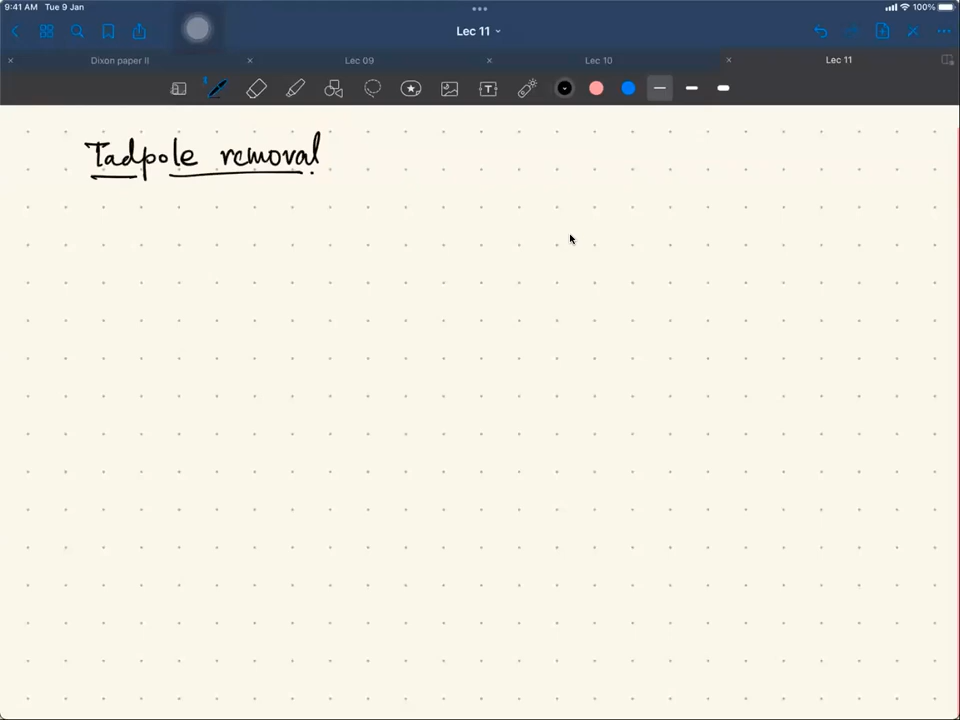 9:41 AM Tue 9 Jan 100%
Lec 11
Dixon paper II Lec 09 Lec 10 Lec 11
T
Tadpole removal